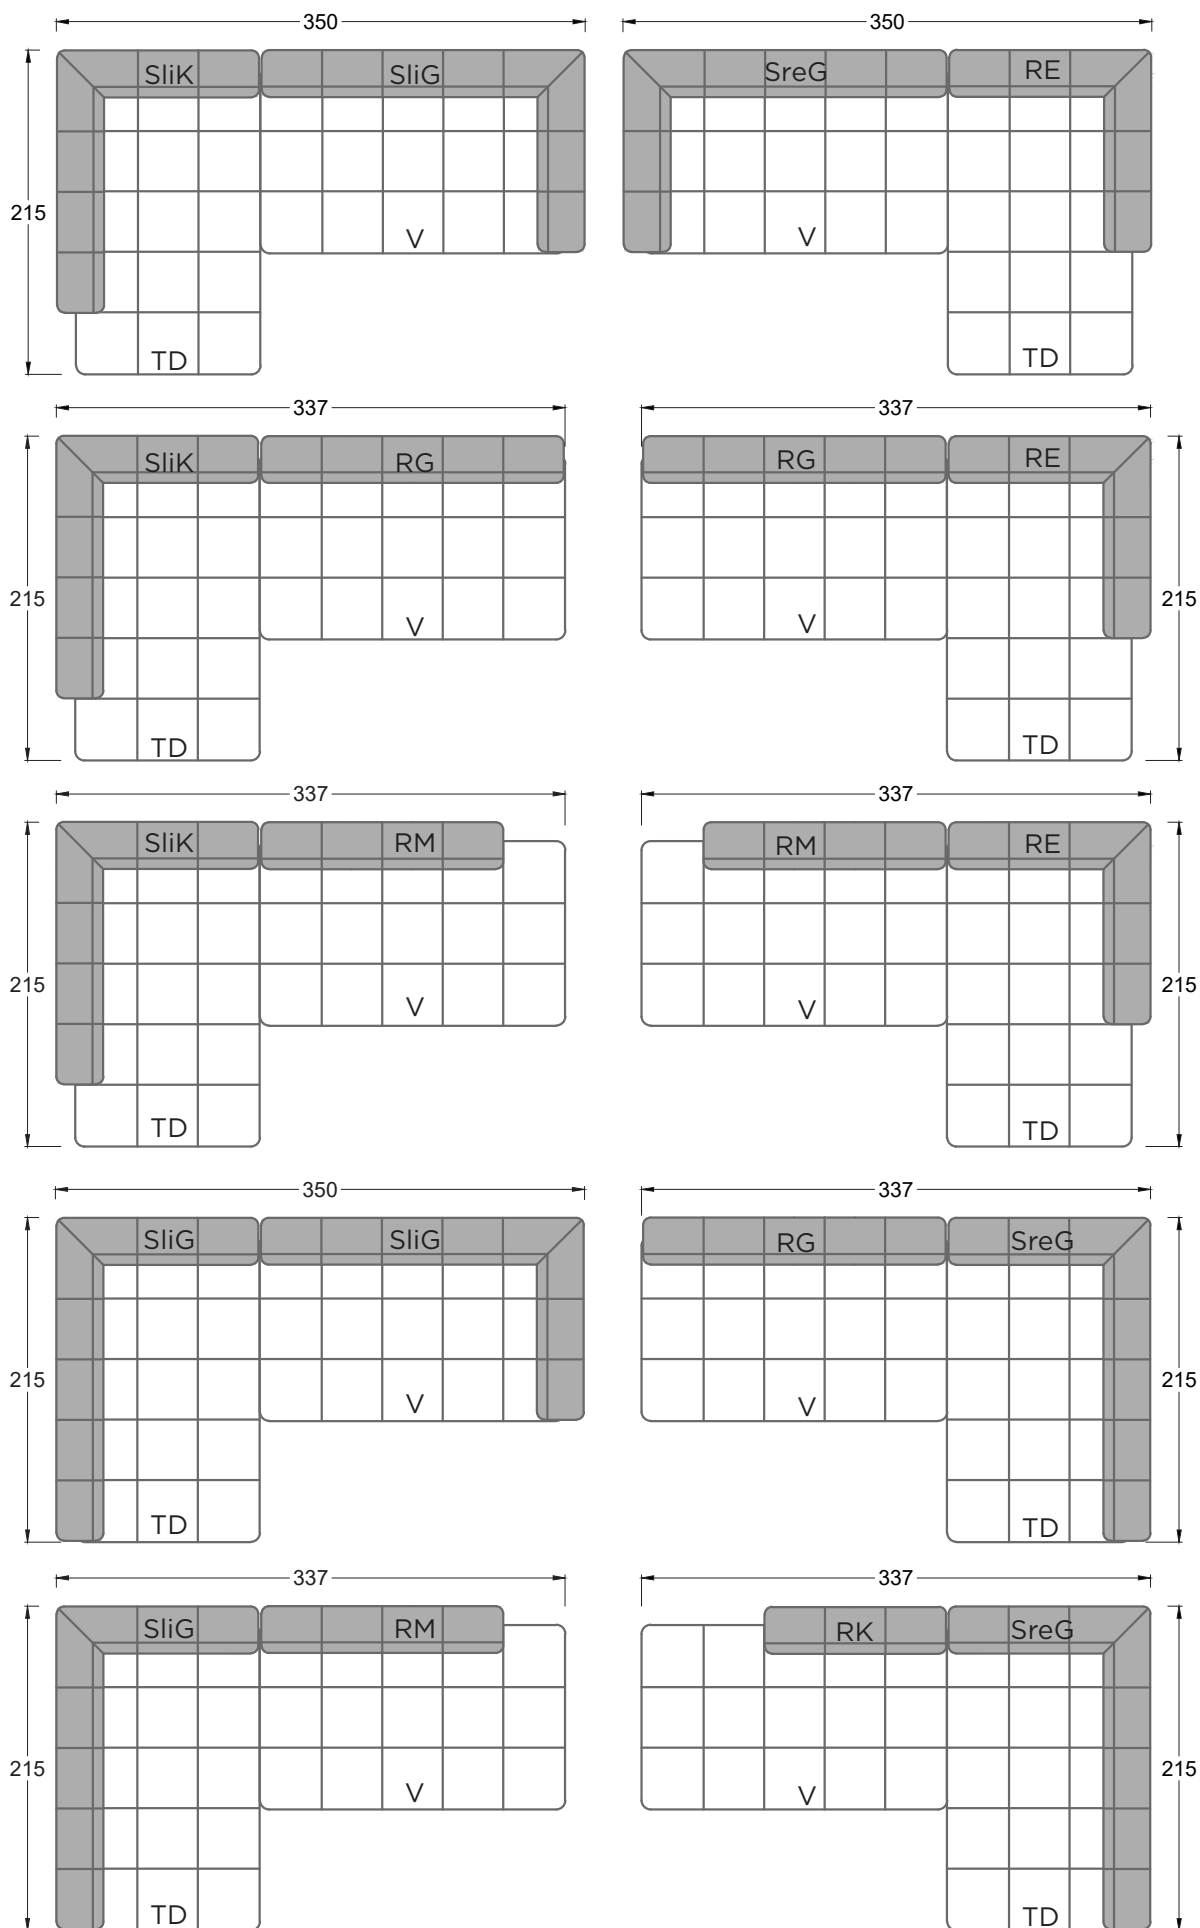 350 350
SliK SliG SreG RE
215
V V
TD TD
337 337
SliK RG RG RE
215 215
V V
TD TD
337 337
SliK RM RM RE
215 215
V V
TD TD
350 337
SliG SliG RG SreG
215 215
V V
TD TD
337 337
SliG RM RK SreG
215 215
V V
TD TD